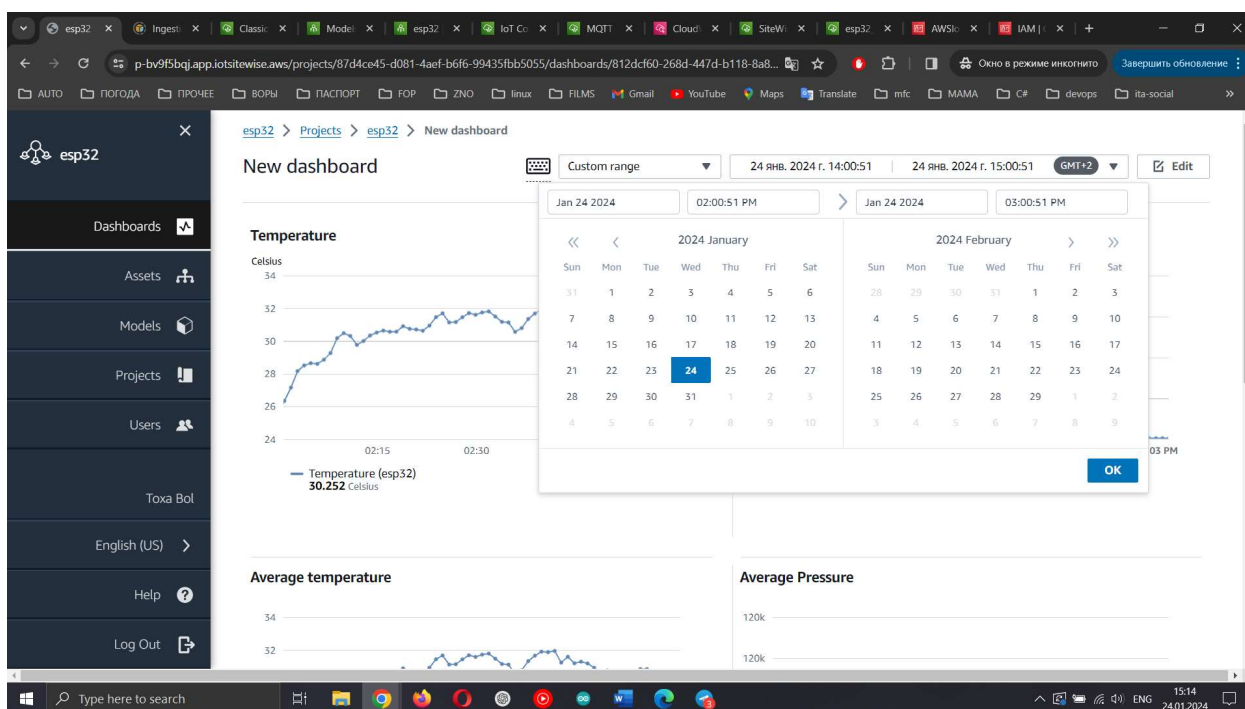 esp32
Ingesti
Classic
Model
esp32
IoT Co
MQTT
Cloud
SiteWi
esp32_
AWSIo
IAM | (
p-bv9f5bqj.app.iotsitewise.aws/projects/87d4ce45-d081-4aef-b6f6-99435fbb5055/dashboards/812dcf60-268d-447d-b118-8a8...
Окно в режиме инкогнито
Завершить обновление
AUTO
ПОГОДА
ПРОЧЕЕ
ВОРЫ
ПАСПОРТ
FOP
ZNO
linux
FILMS
Gmail
YouTube
Maps
Translate
mfc
МАМА
C#
devops
ita-social
»
esp32
Dashboards
Assets
Models
Projects
Users
Toxa Bol
English (US)
Help
Log Out
esp32 > Projects > esp32 > New dashboard
New dashboard
Custom range
24 янв. 2024 г. 14:00:51
24 янв. 2024 г. 15:00:51
GMT+2
Edit
Jan 24 2024
02:00:51 PM
Jan 24 2024
03:00:51 PM
2024 January
Sun Mon Tue Wed Thu Fri Sat
31 1 2 3 4 5 6
7 8 9 10 11 12 13
14 15 16 17 18 19 20
21 22 23 24 25 26 27
28 29 30 31 1 2 3
4 5 6 7 8 9 10
2024 February
Sun Mon Tue Wed Thu Fri Sat
28 29 30 31 1 2 3
4 5 6 7 8 9 10
11 12 13 14 15 16 17
18 19 20 21 22 23 24
25 26 27 28 29 1 2
3 4 5 6 7 8 9
OK
Temperature
Celsius
34
32
30
28
26
24
02:15
02:30
03 PM
Temperature (esp32)
30.252 Celsius
Average temperature
34
32
Average Pressure
120k
120k
Type here to search
ENG
15:14
24.01.2024